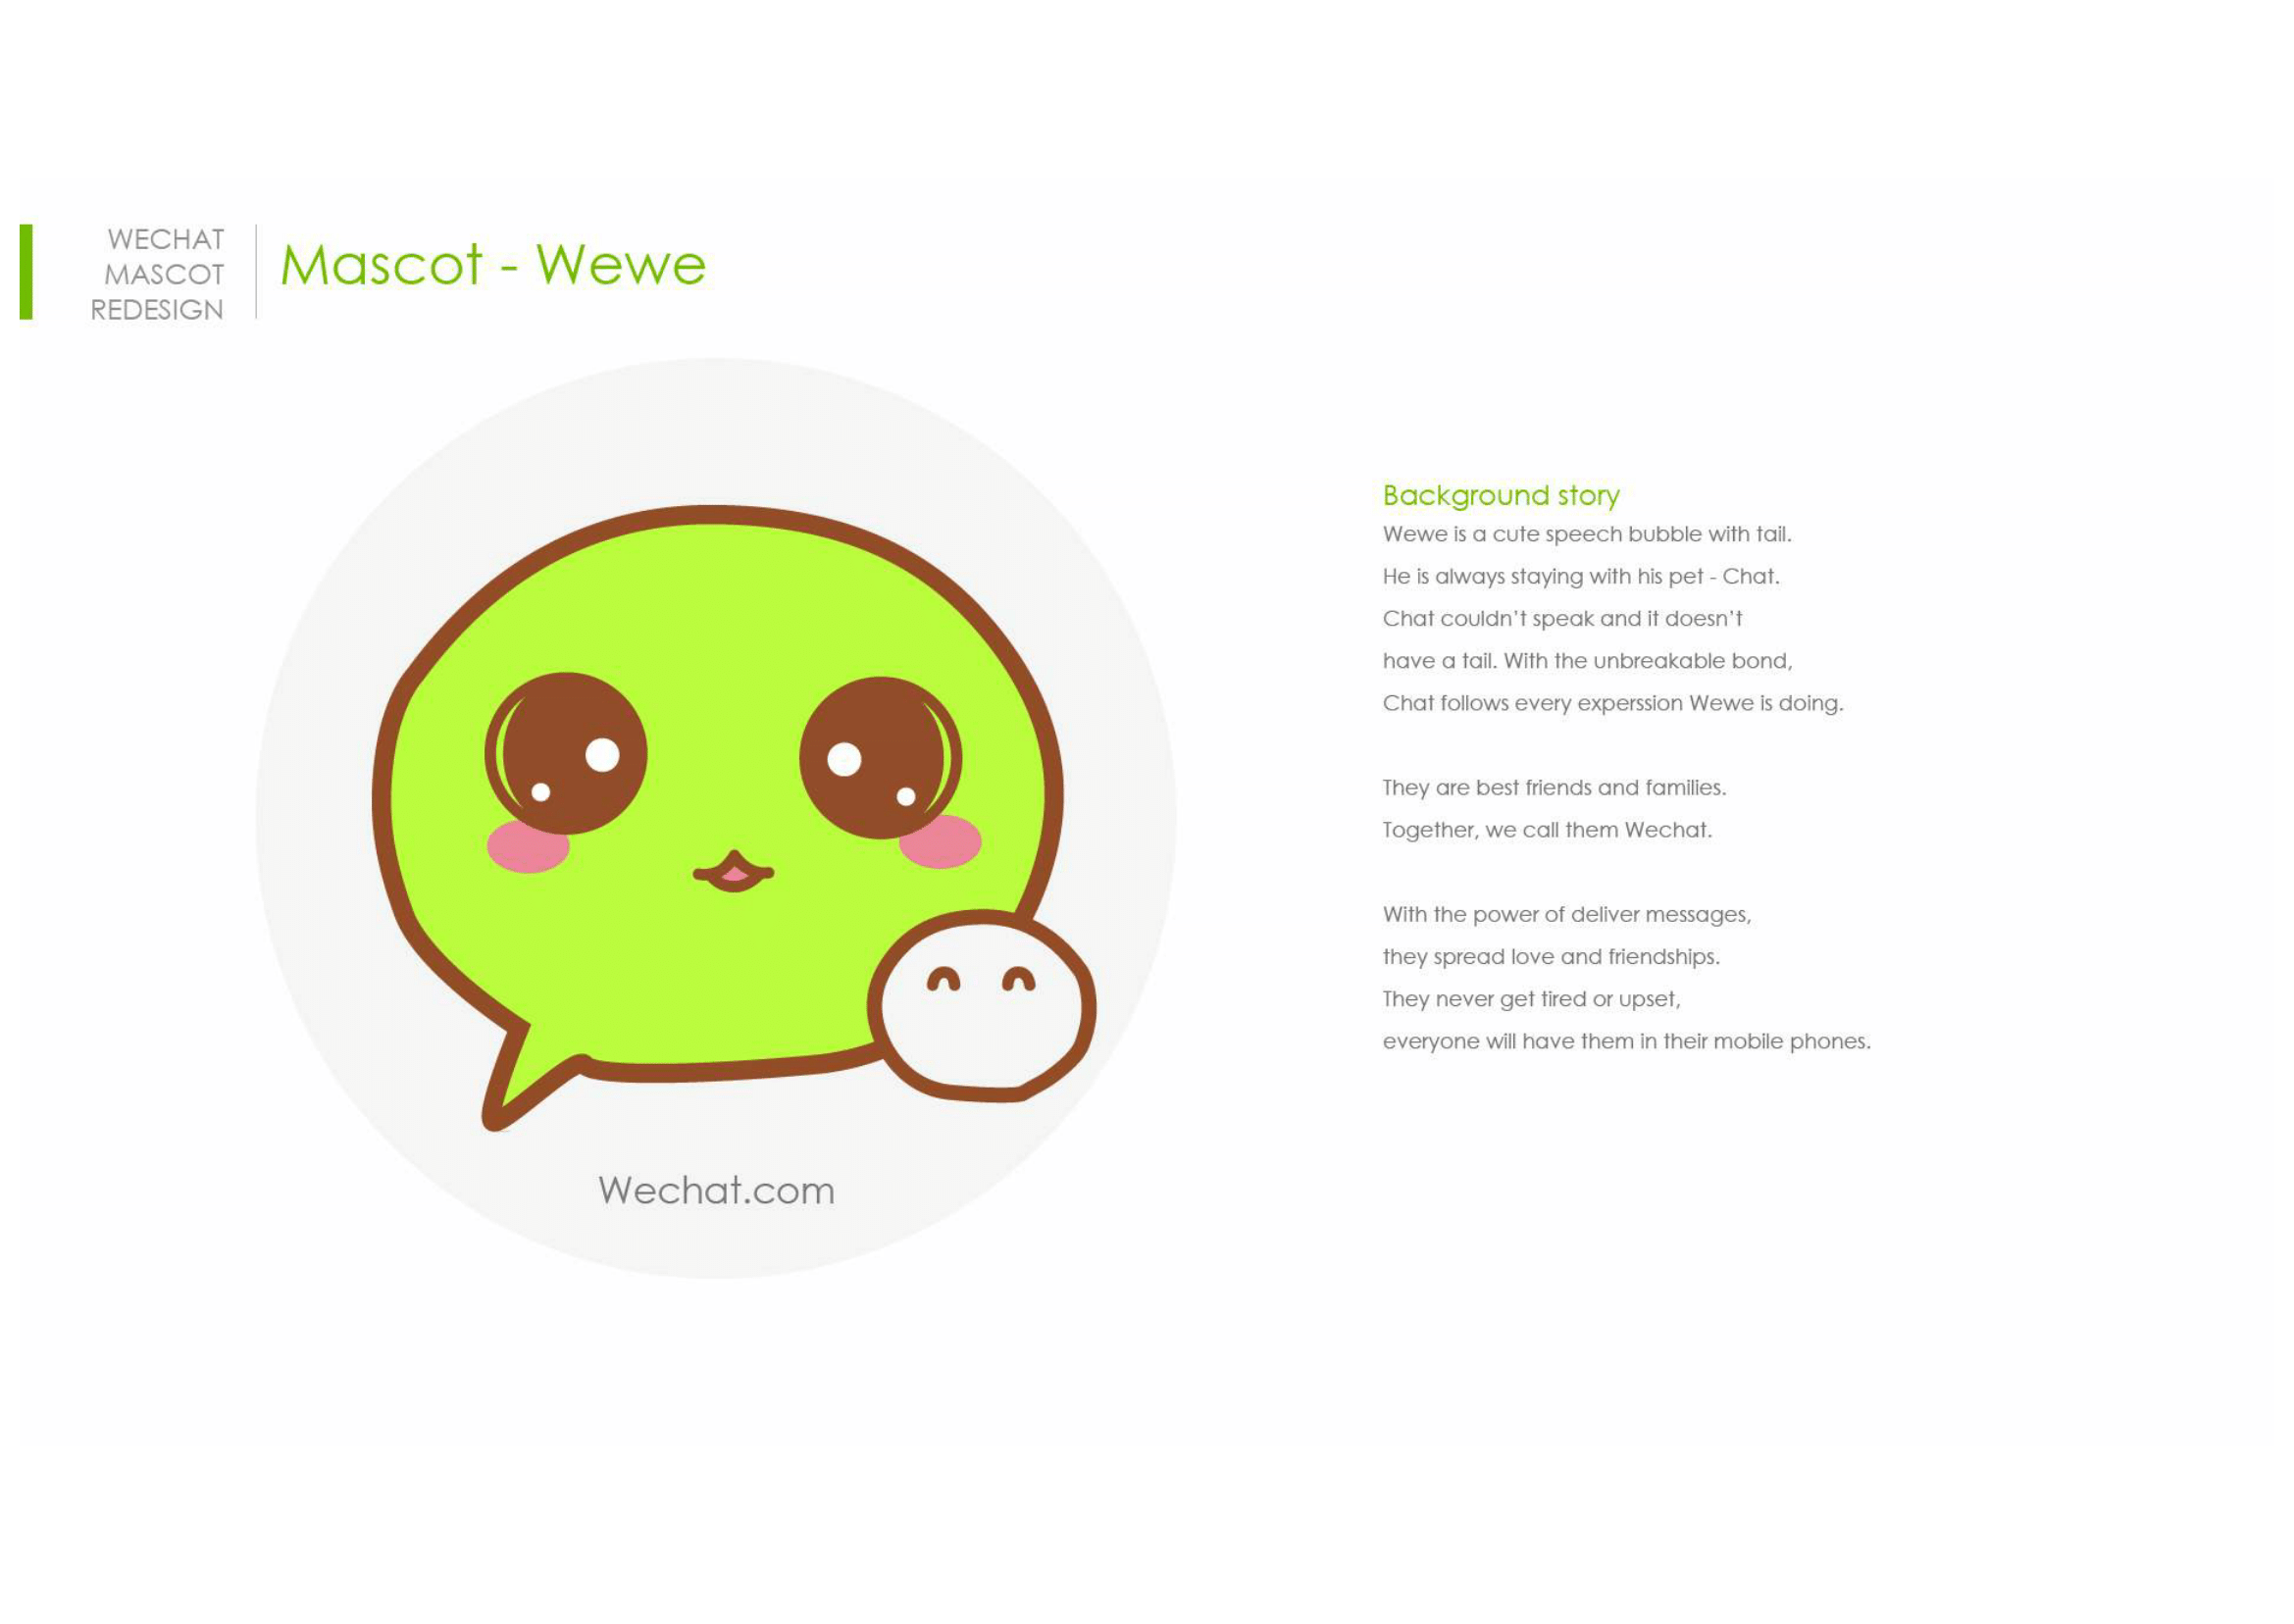 WECHAT
MASCOT
REDESIGN
Mascot - Wewe
Background story
Wewe is a cute speech bubble with tail.
He is always staying with his pet - Chat.
Chat couldn't speak and it doesn't
have a tail. With the unbreakable bond,
Chat follows every experssion Wewe is doing.
They are best friends and families.
Together, we call them Wechat.
With the power of deliver messages,
they spread love and friendships.
They never get tired or upset,
everyone will have them in their mobile phones.
Wechat.com